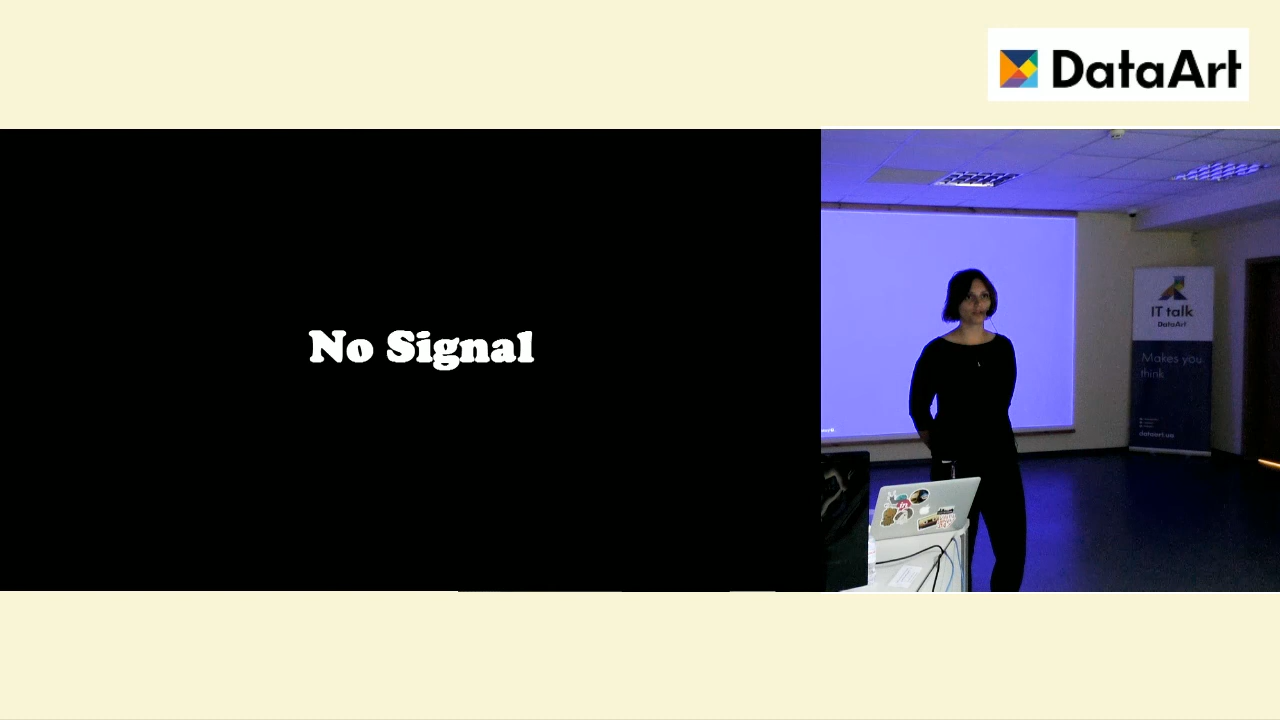 DataArt
No Signal
IT talk
DataArt
Makes you
think
dataart.ua